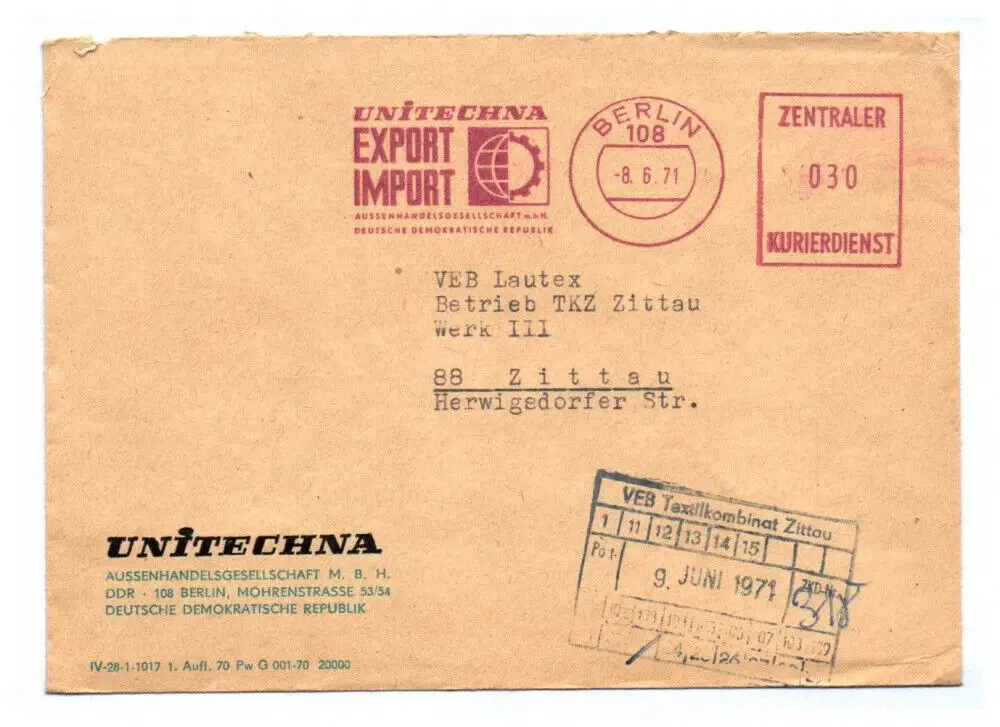 UNiTECHNA
EXPORT
IMPORT
AUSSENHANDELSGESELLSCHAFT m.b.H.
DEUTSCHE DEMOKRATISCHE REPUBLIK
BERLIN
108
-8. 6.71
ZENTRALER
030
KURIERDIENST
VEB Lautex
Betrieb TKZ Zittau
Werk III
88 Zittau
Herwigsdorfer Str.
VEB Textilkombinat Zittau
1 11 12 13 14 15
9. JUNI 1971
ZKD-Nr.
318
UNiTECHNA
AUSSENHANDELSGESELLSCHAFT M. B. H.
DDR · 108 BERLIN, MOHRENSTRASSE 53/54
DEUTSCHE DEMOKRATISCHE REPUBLIK
IV-28-1-1017 1. Aufl. 70 Pw G 001-70 20000